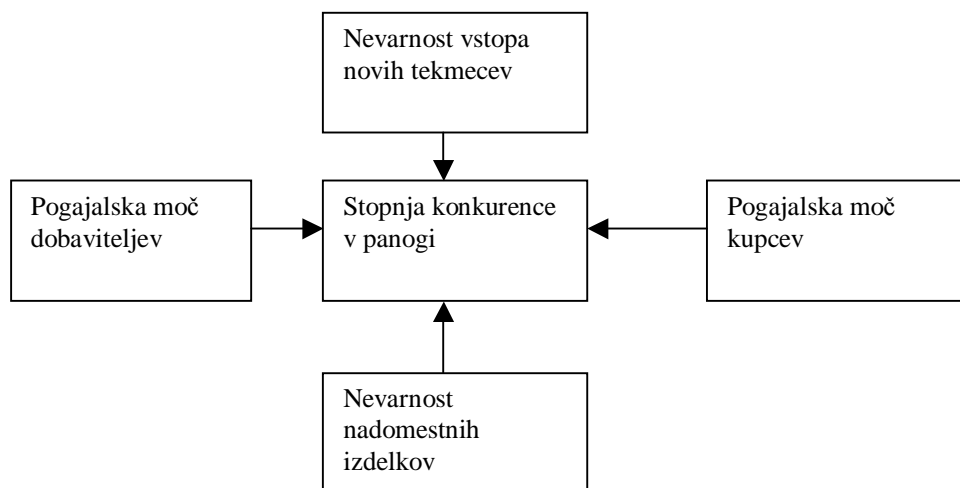 Nevarnost vstopa
novih tekmecev
Pogajalska moč
dobaviteljev
Stopnja konkurence
v panogi
Pogajalska moč
kupcev
Nevarnost
nadomestnih
izdelkov